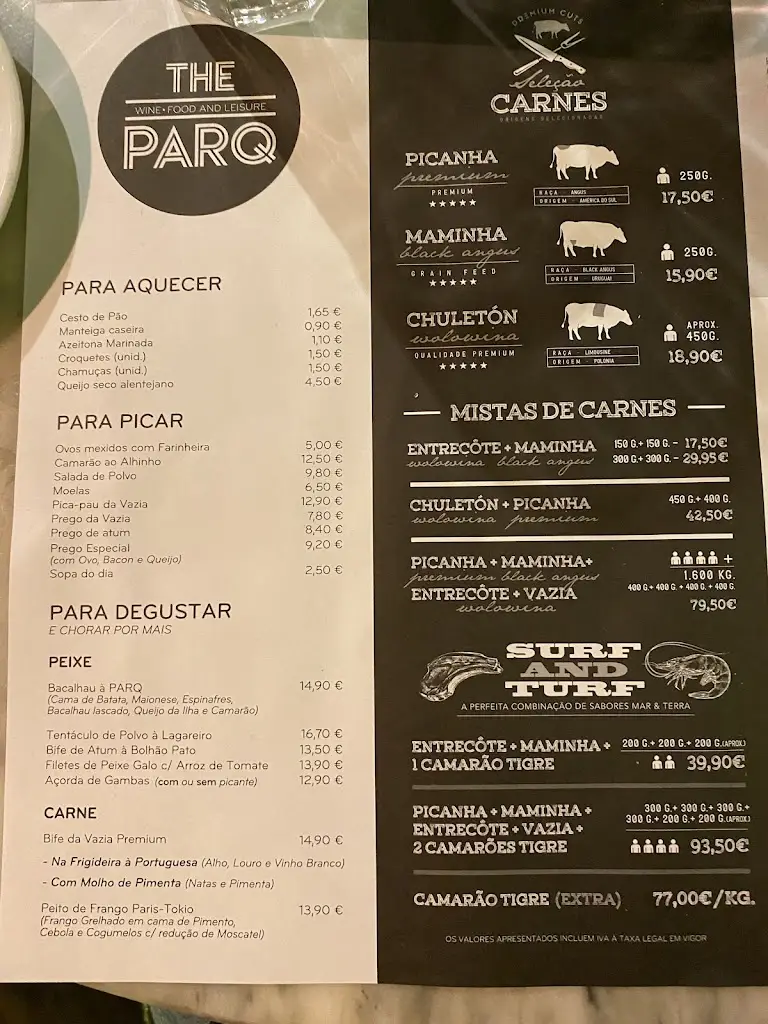 THE
WINE • FOOD AND LEISURE
PARQ
PARA AQUECER
Cesto de Pão 1,65 €
Manteiga caseira 0,90 €
Azeitona Marinada 1,10 €
Croquetes (unid.) 1,50 €
Chamuças (unid.) 1,50 €
Queijo seco alentejano 4,50 €
PARA PICAR
Ovos mexidos com Farinheira 5,00 €
Camarão ao Alhinho 12,50 €
Salada de Polvo 9,80 €
Moelas 6,50 €
Pica-pau da Vazia 12,90 €
Prego da Vazia 7,80 €
Prego de atum 8,40 €
Prego Especial 9,20 €
(com Ovo, Bacon e Queijo)
Sopa do dia 2,50 €
PARA DEGUSTAR
E CHORAR POR MAIS
PEIXE
Bacalhau à PARQ 14,90 €
(Cama de Batata, Maionese, Espinafres,
Bacalhau lascado, Queijo da Ilha e Camarão)
Tentáculo de Polvo à Lagareiro 16,70 €
Bife de Atum à Bolhão Pato 13,50 €
Filetes de Peixe Galo c/ Arroz de Tomate 13,90 €
Açorda de Gambas (com ou sem picante) 12,90 €
CARNE
Bife da Vazia Premium 14,90 €
- Na Frigideira à Portuguesa (Alho, Louro e Vinho Branco)
- Com Molho de Pimenta (Natas e Pimenta)
Peito de Frango Paris-Tokio 13,90 €
(Frango Grelhado em cama de Pimento,
Cebola e Cogumelos c/ redução de Moscatel)
PREMIUM CUTS
Seleção
CARNES
ORIGENS SELECIONADAS
PICANHA
premium
PREMIUM
RAÇA - ANGUS
ORIGEM - AMERICA DO SUL
250G.
17,50€
MAMINHA
black angus
GRAIN FEED
RAÇA - BLACK ANGUS
ORIGEM - URUGUAI
250G.
15,90€
CHULETÓN
wolowina
QUALIDADE PREMIUM
RAÇA - LIMOUSINE
ORIGEM - POLONIA
APROX.
450G.
18,90€
MISTAS DE CARNES
ENTRECÔTE + MAMINHA 150 G.+ 150 G. - 17,50€
wolowina black angus 300 G.+ 300 G. - 29,95€
CHULETÓN + PICANHA 450 G.+ 400 G.
wolowina premium 42,50€
PICANHA + MAMINHA+ +
premium black angus 1.600 KG.
ENTRECÔTE + VAZIA 400 G.+ 400 G. + 400 G. + 400 G.
wolowina 79,50€
SURF
AND
TURF
A PERFEITA COMBINAÇÃO DE SABORES MAR & TERRA
ENTRECÔTE + MAMINHA + 200 G.+ 200 G.+ 200 G.(APROX)
1 CAMARÃO TIGRE 39,90€
PICANHA + MAMINHA + 300 G.+ 300 G.+ 300 G.+
ENTRECÔTE + VAZIA + 300 G.+ 200 G.+ 200 G.(APROX.)
2 CAMARÕES TIGRE 93,50€
CAMARÃO TIGRE (EXTRA) 77,00€/KG.
OS VALORES APRESENTADOS INCLUEM IVA À TAXA LEGAL EM VIGOR